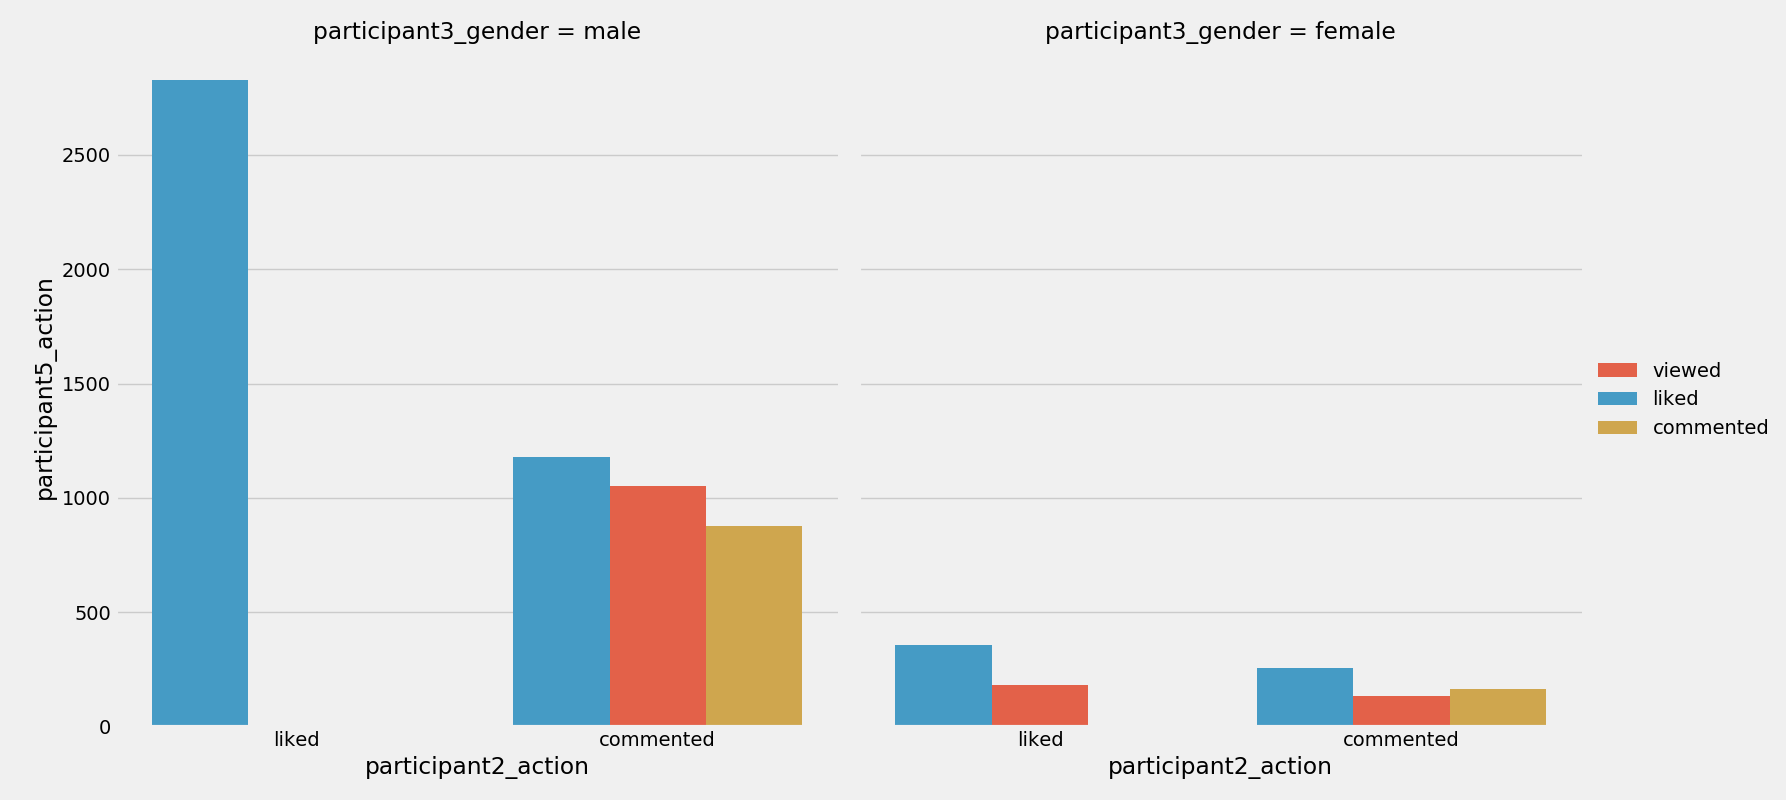 participant3_gender = male
participant3_gender = female
participant5_action
2500
2000
1500
1000
500
0
liked
commented
liked
commented
participant2_action
participant2_action
viewed
liked
commented